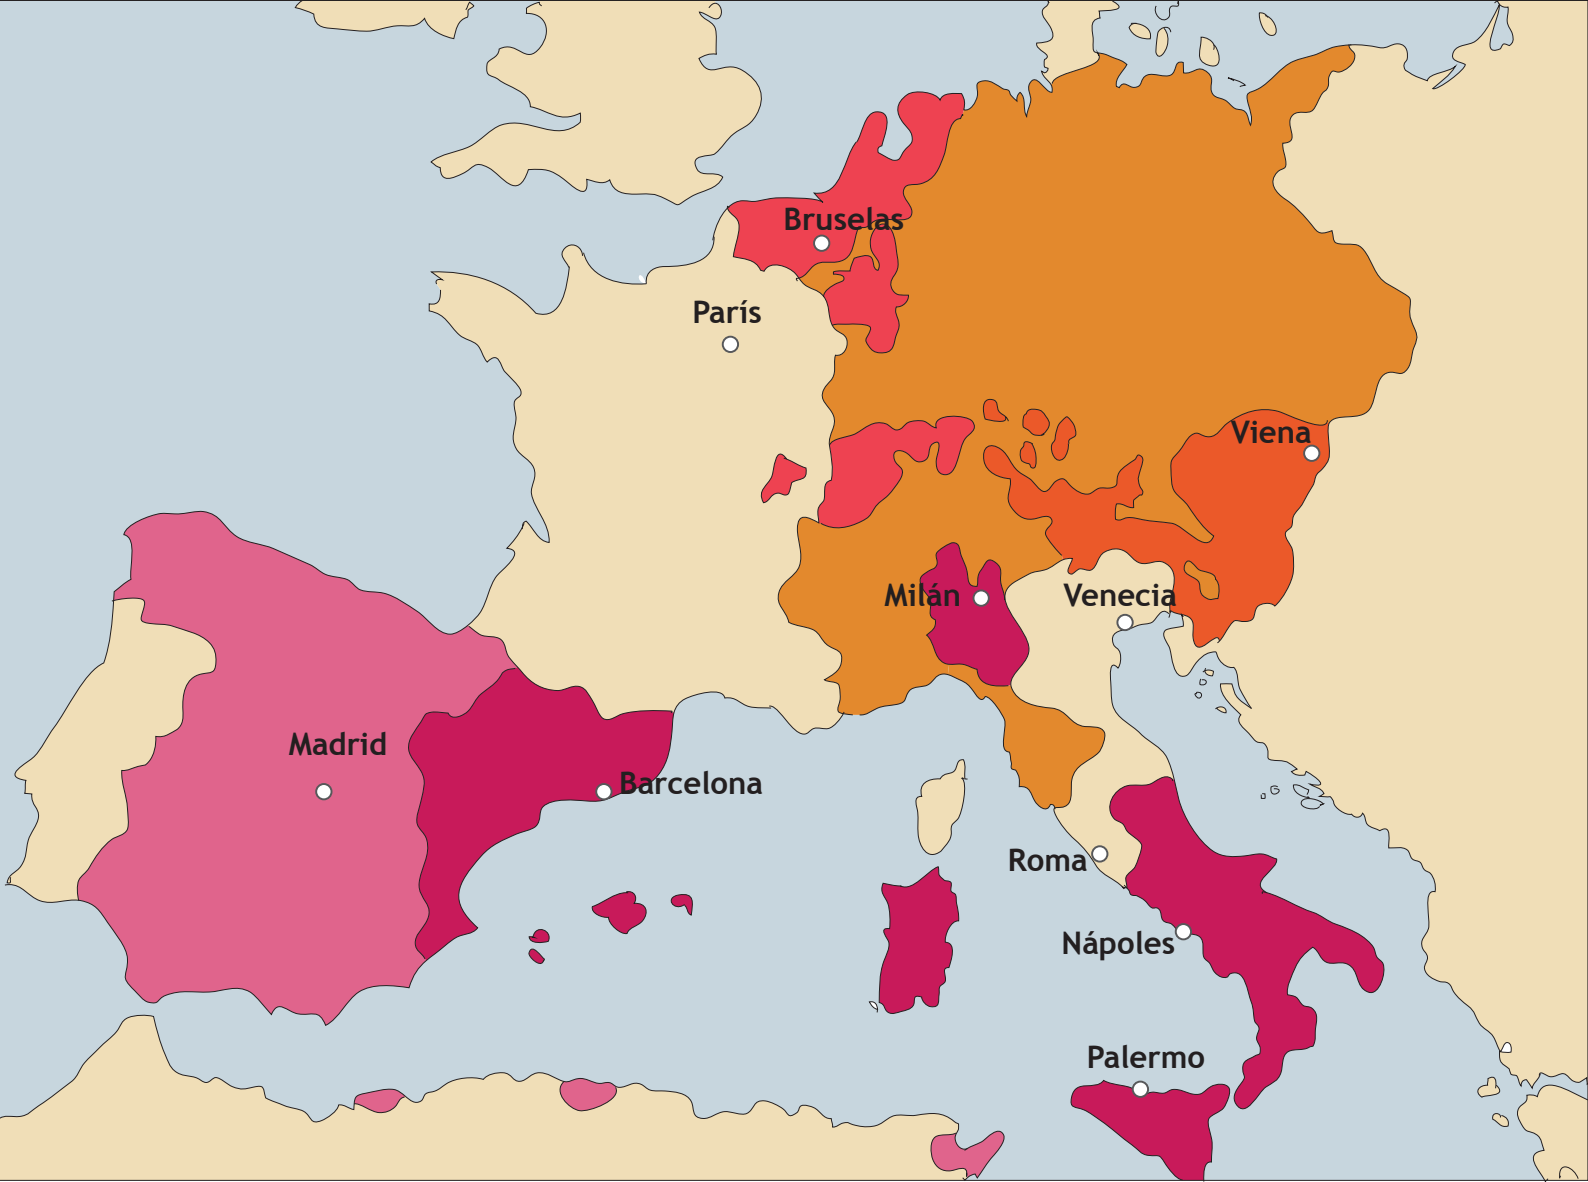 Bruselas
París
Viena
Milán
Venecia
Madrid
Barcelona
Roma
Nápoles
Palermo